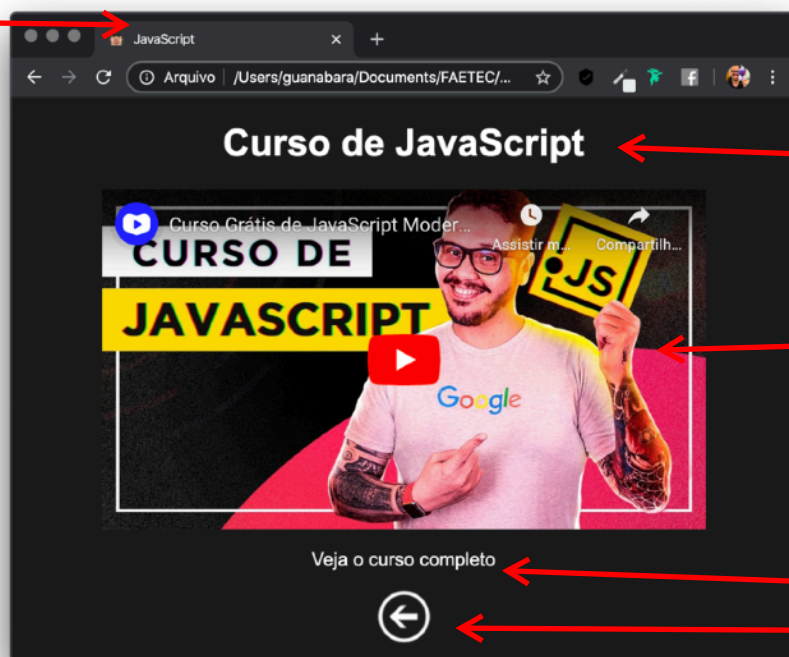 JavaScript
Arquivo /Users/guanabara/Documents/FAETEC/...
Curso de JavaScript
Curso Grátis de JavaScript Moder...
Assistir m...
Compartilh...
CURSO DE
JAVASCRIPT
JS
Google
Veja o curso completo